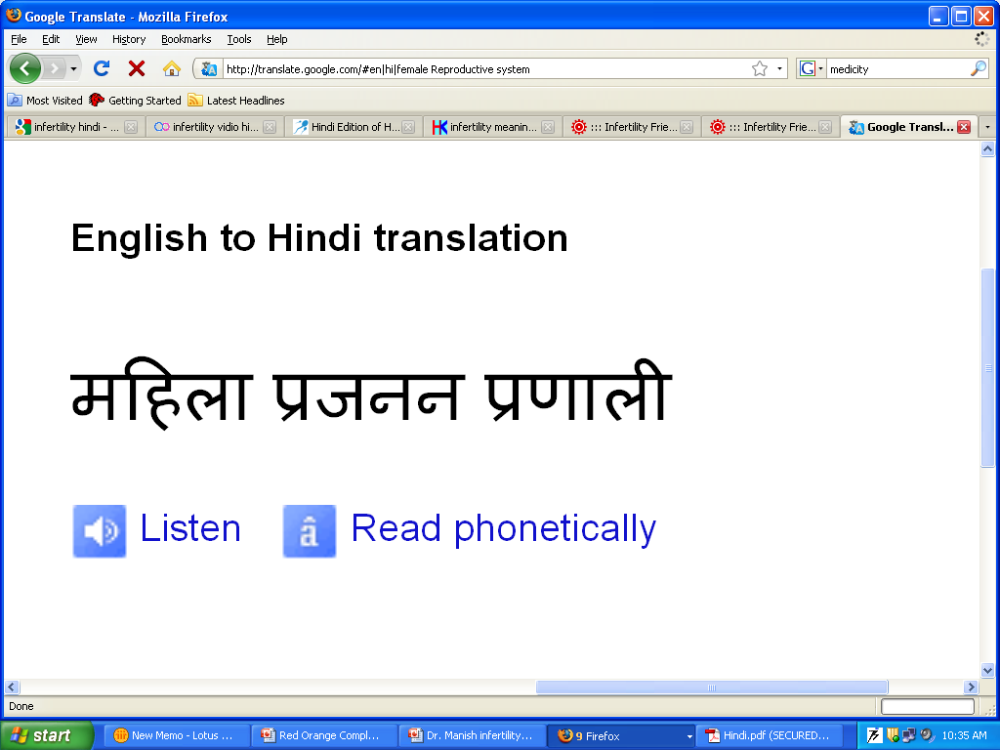 Google Translate - Mozilla Firefox
File Edit View History Bookmarks Tools Help
http://translate.google.com/#en|hi|female Reproductive system
G medicity
Most Visited Getting Started Latest Headlines
infertility hindi - ... infertility vidio hi... Hindi Edition of H... HK infertility meanin... ::: Infertility Frie... ::: Infertility Frie... Google Transl...
English to Hindi translation
महिला प्रजनन प्रणाली
Listen â Read phonetically
Done
start New Memo - Lotus ... Red Orange Compl... Dr. Manish infertility... 9 Firefox Hindi.pdf (SECURED... 10:35 AM